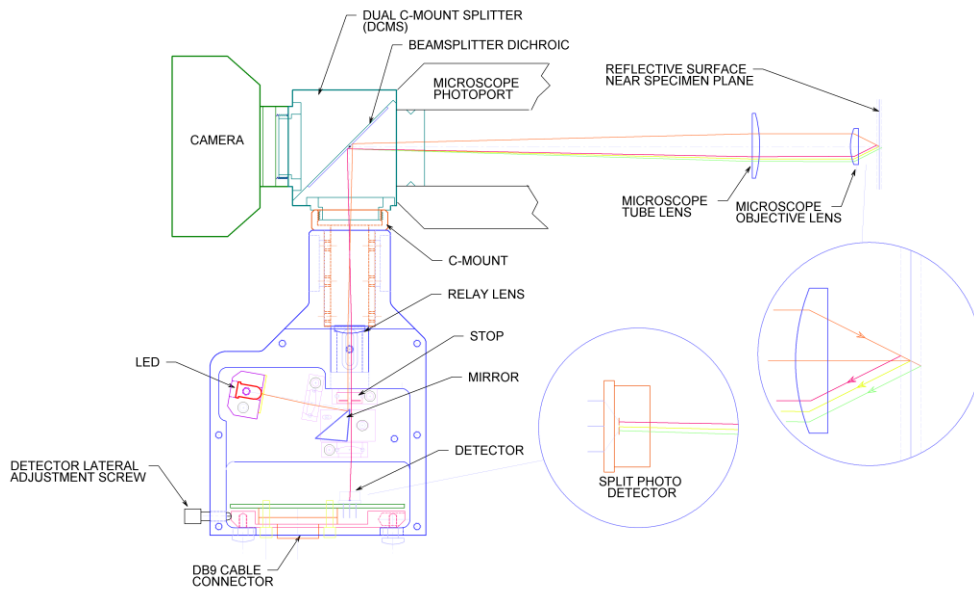 DUAL C-MOUNT SPLITTER
(DCMS)
BEAMSPLITTER DICHROIC
MICROSCOPE
PHOTOPORT
REFLECTIVE SURFACE
NEAR SPECIMEN PLANE
CAMERA
MICROSCOPE
TUBE LENS
MICROSCOPE
OBJECTIVE LENS
C-MOUNT
RELAY LENS
STOP
LED
MIRROR
DETECTOR
DETECTOR LATERAL
ADJUSTMENT SCREW
SPLIT PHOTO
DETECTOR
DB9 CABLE
CONNECTOR